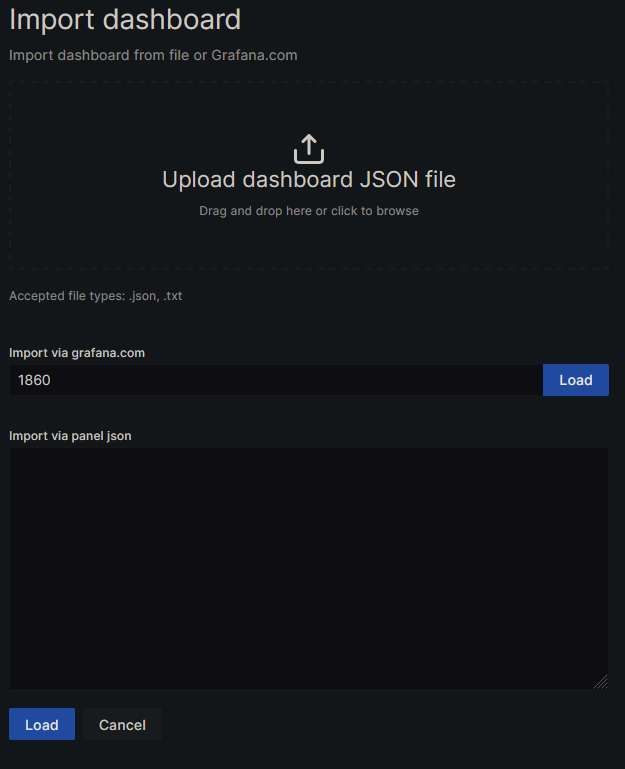 Import dashboard
Import dashboard from file or Grafana.com
Upload dashboard JSON file
Drag and drop here or click to browse
Accepted file types: .json, .txt
Import via grafana.com
1860
Load
Import via panel json
Load
Cancel